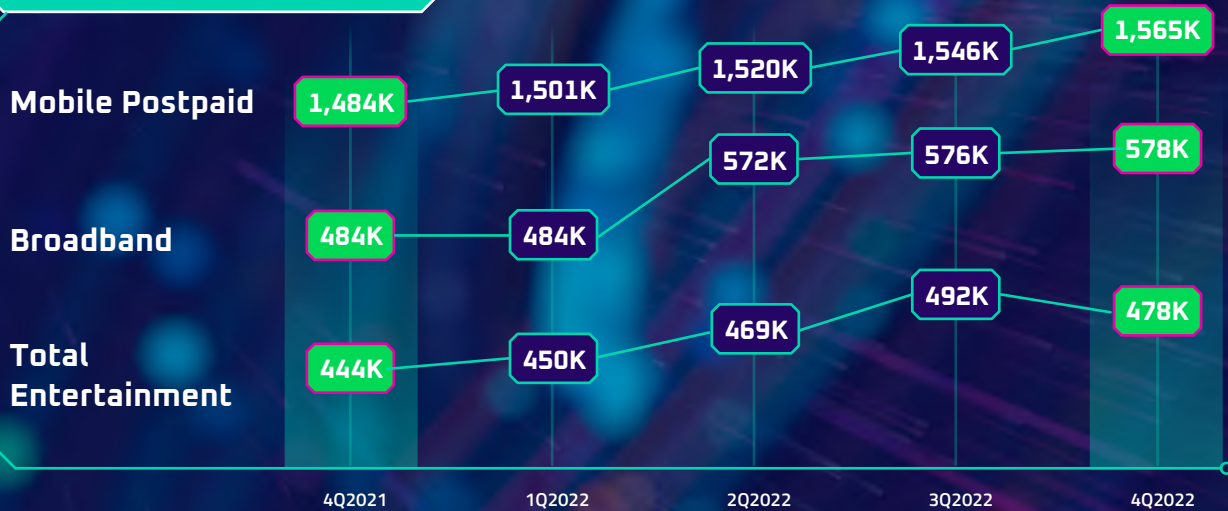 Mobile Postpaid
1,484K
1,501K
1,520K
1,546K
1,565K
Broadband
484K
484K
572K
576K
578K
Total
Entertainment
444K
450K
469K
492K
478K
4Q2021
1Q2022
2Q2022
3Q2022
4Q2022